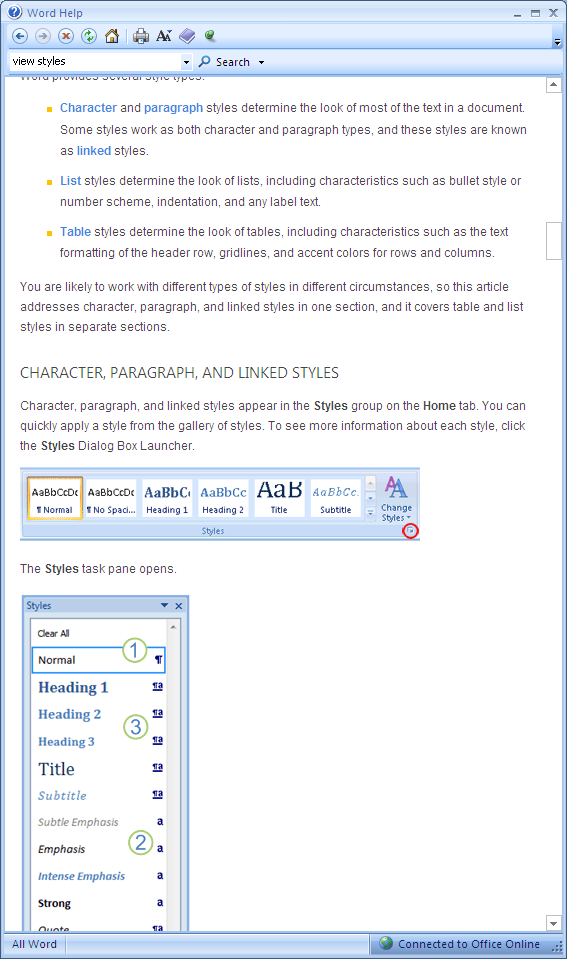 Word Help
view styles
Search
Word provides several style types:
Character and paragraph styles determine the look of most of the text in a document.
Some styles work as both character and paragraph types, and these styles are known
as linked styles.
List styles determine the look of lists, including characteristics such as bullet style or
number scheme, indentation, and any label text.
Table styles determine the look of tables, including characteristics such as the text
formatting of the header row, gridlines, and accent colors for rows and columns.
You are likely to work with different types of styles in different circumstances, so this article
addresses character, paragraph, and linked styles in one section, and it covers table and list
styles in separate sections.
CHARACTER, PARAGRAPH, AND LINKED STYLES
Character, paragraph, and linked styles appear in the Styles group on the Home tab. You can
quickly apply a style from the gallery of styles. To see more information about each style, click
the Styles Dialog Box Launcher.
AaBbCcDc AaBbCcDc AaBbCc AaBbCc AaB AaBbCc. AA
¶ Normal ¶ No Spaci... Heading 1 Heading 2 Title Subtitle Change
Styles
Styles
The Styles task pane opens.
Styles
Clear All
1
Normal ¶
Heading 1 ¶a
Heading 2 ¶a
3
Heading 3 ¶a
Title ¶a
Subtitle ¶a
Subtle Emphasis a
2
Emphasis a
Intense Emphasis a
Strong a
Quote ¶a
All Word
Connected to Office Online